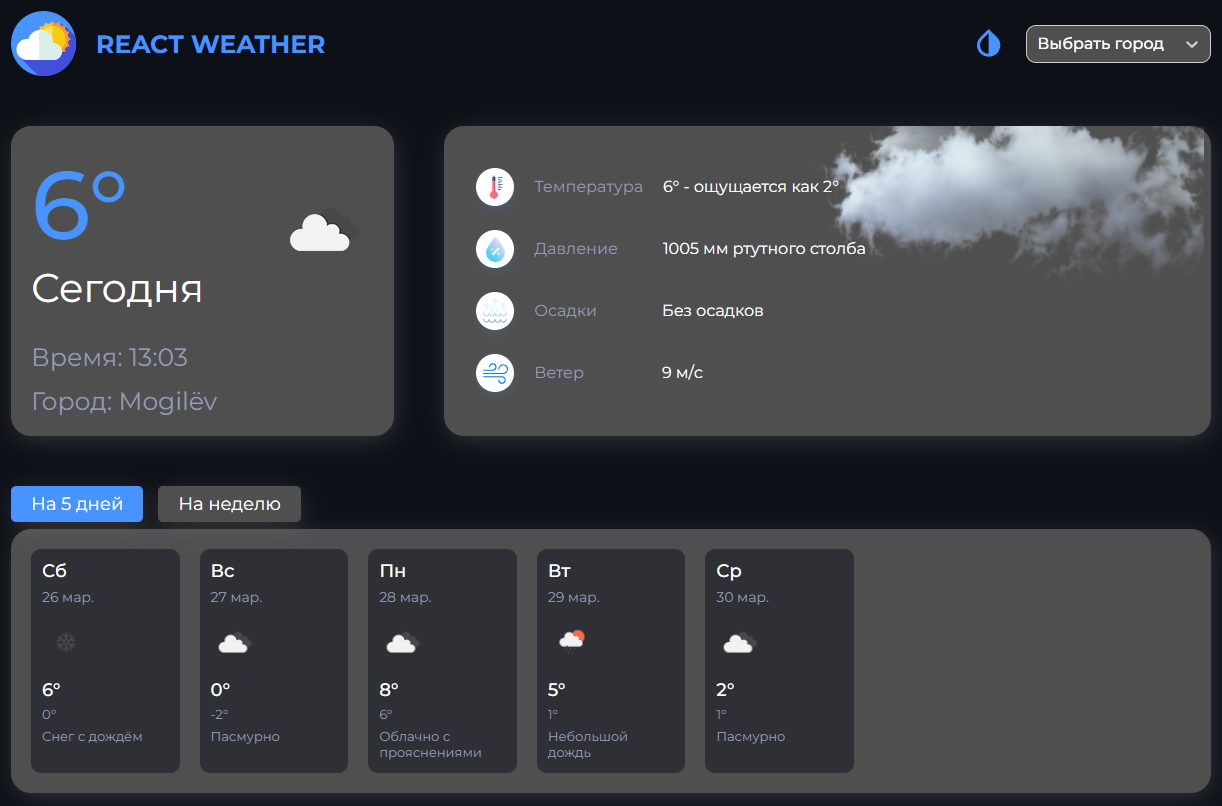 REACT WEATHER
Выбрать город
6°
Сегодня
Время: 13:03
Город: Mogilëv
Температура 6° - ощущается как 2°
Давление 1005 мм ртутного столба
Осадки Без осадков
Ветер 9 м/с
На 5 дней На неделю
Сб
26 мар.
6°
0°
Снег с дождём
Вс
27 мар.
0°
-2°
Пасмурно
Пн
28 мар.
8°
6°
Облачно с
прояснениями
Вт
29 мар.
5°
1°
Небольшой
дождь
Ср
30 мар.
2°
1°
Пасмурно